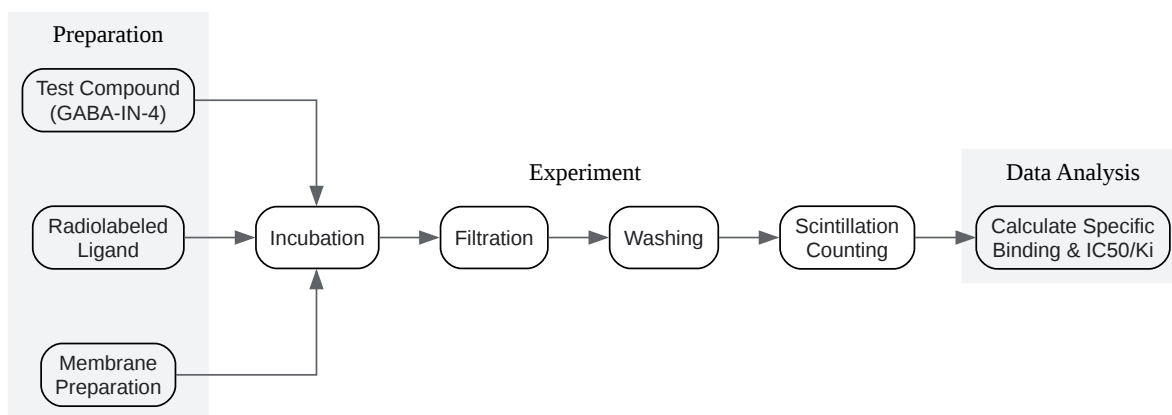 Preparation
Test Compound
(GABA-IN-4)
Radiolabeled
Ligand
Membrane
Preparation
Experiment
Incubation
Filtration
Washing
Scintillation
Counting
Data Analysis
Calculate Specific
Binding & IC50/Ki